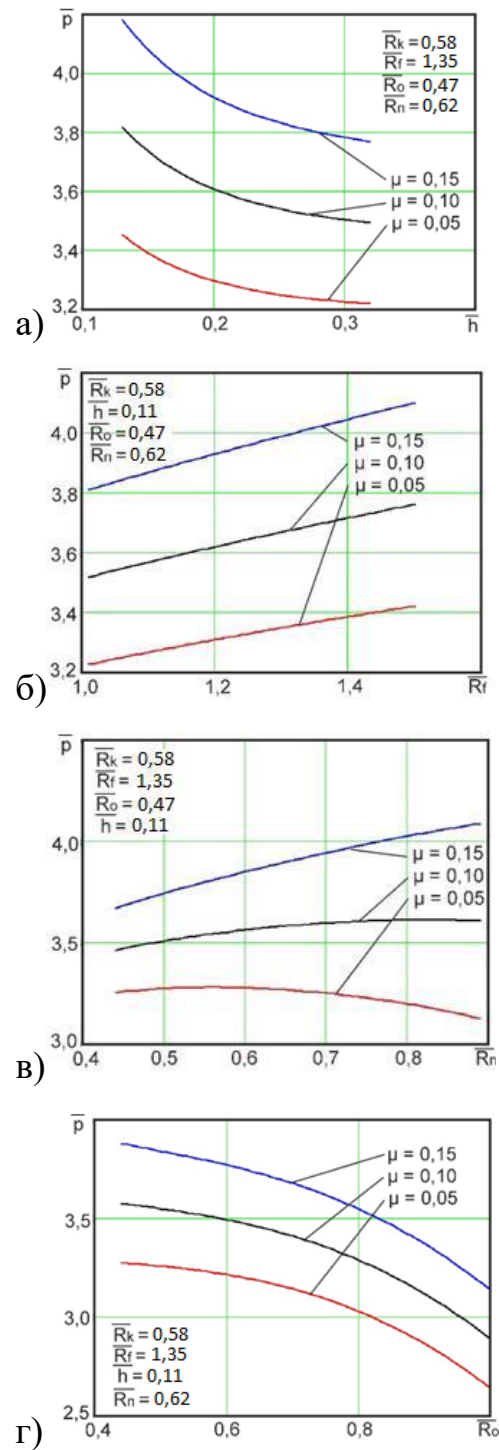 p̅
4,0
3,8
3,6
3,4
3,2
0,1
0,2
0,3
h̅
R̅k̅=0,58
R̅f̅=1,35
R̅o̅=0,47
R̅n̅=0,62
μ = 0,15
μ = 0,10
μ = 0,05
а)
p̅
4,0
3,8
3,6
3,4
3,2
1,0
1,2
1,4
R̅f̅
R̅k̅=0,58
h̅=0,11
R̅o̅=0,47
R̅n̅=0,62
μ = 0,15
μ = 0,10
μ = 0,05
б)
p̅
4,0
3,5
3,0
0,4
0,5
0,6
0,7
0,8
R̅n̅
R̅k̅=0,58
R̅f̅=1,35
R̅o̅=0,47
h̅=0,11
μ = 0,15
μ = 0,10
μ = 0,05
в)
p̅
3,5
3,0
2,5
0,4
0,6
0,8
R̅o̅
μ = 0,15
μ = 0,10
μ = 0,05
R̅k̅=0,58
R̅f̅=1,35
h̅=0,11
R̅n̅=0,62
г)